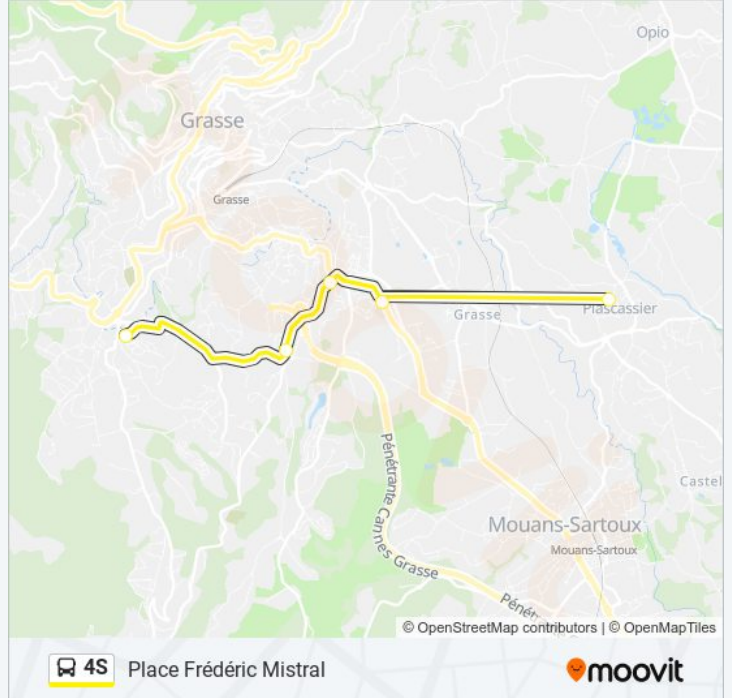 Opio
Grasse
Grasse
Plascassier
Grasse
Pénétrante Cannes Grasse
Castel
Mouans-Sartoux
Mouans-Sartoux
Pénét
© OpenStreetMap contributors | © OpenMapTiles
4S Place Frédéric Mistral
moovit